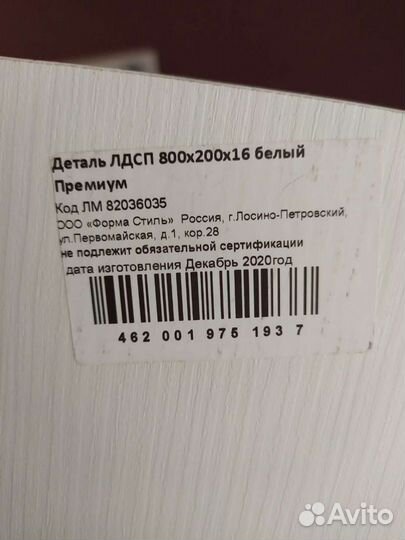 Деталь ЛДСП 800х200х16 белый
Премиум
Код ЛМ 82036035
ООО «Форма Стиль» Россия, г.Лосино-Петровский,
ул.Первомайская, д.1, кор.28
не подлежит обязательной сертификации
дата изготовления Декабрь 2020год
462 001 975 193 7
Avito